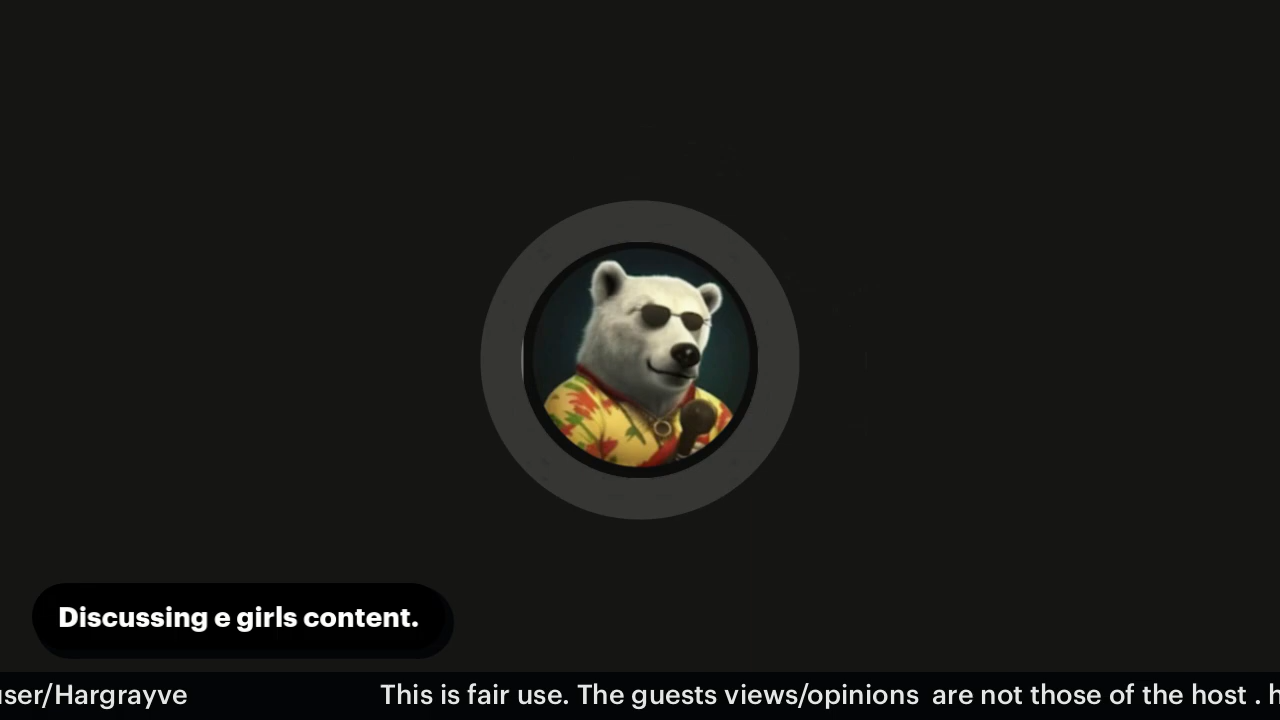 Discussing e girls content.
user/Hargrayve This is fair use. The guests views/opinions are not those of the host . h